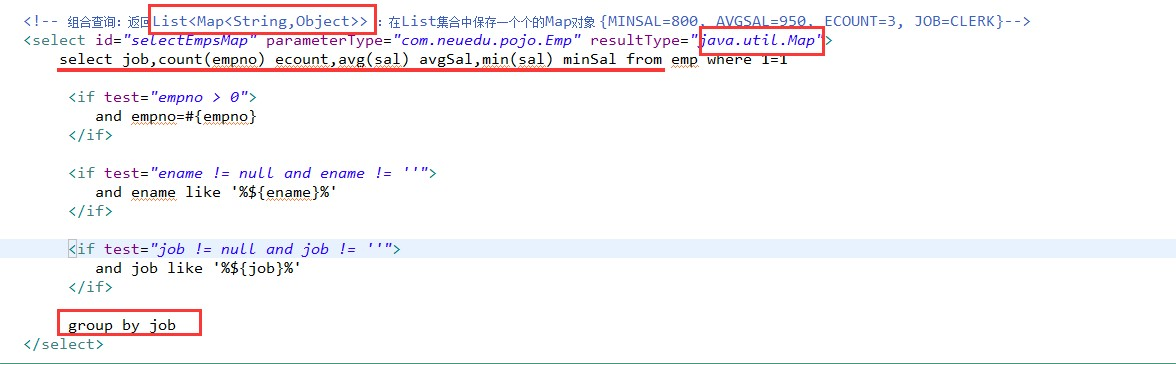 <!-- 组合查询：返回List<Map<String,Object>> ：在List集合中保存一个个的Map对象 {MINSAL=800, AVGSAL=950, ECOUNT=3, JOB=CLERK}-->
<select id="selectEmpsMap" parameterType="com.neuedu.pojo.Emp" resultType="java.util.Map">
select job,count(empno) ecount,avg(sal) avgSal,min(sal) minSal from emp where 1=1
<if test="empno > 0">
and empno=#{empno}
</if>
<if test="ename != null and ename != ''">
and ename like '%${ename}%'
</if>
<if test="job != null and job != ''">
and job like '%${job}%'
</if>
group by job
</select>